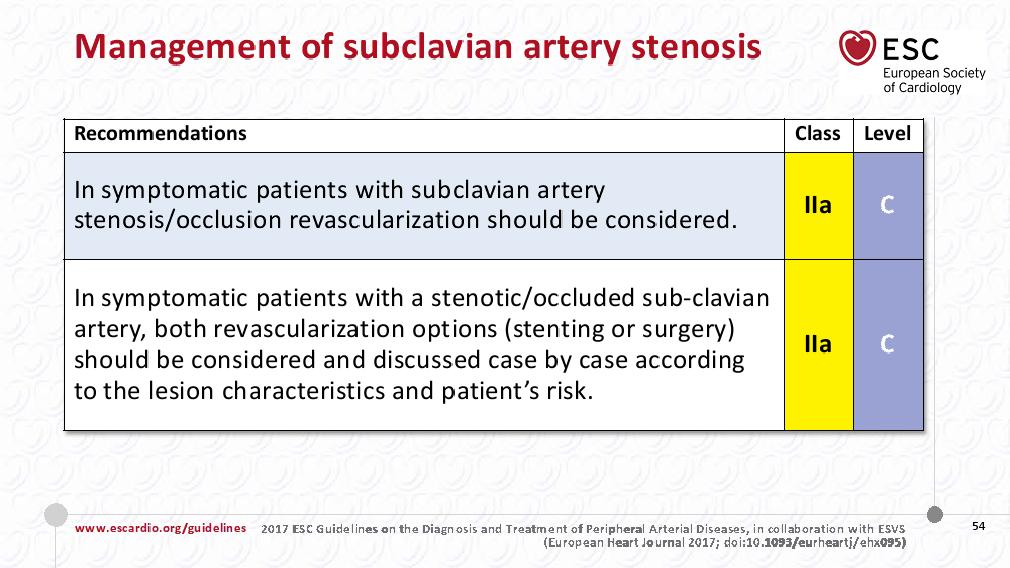 Management of subclavian artery stenosis
ESC
European Society
of Cardiology
Recommendations Class Level
In symptomatic patients with subclavian artery
stenosis/occlusion revascularization should be considered.
IIa C
In symptomatic patients with a stenotic/occluded sub-clavian
artery, both revascularization options (stenting or surgery)
should be considered and discussed case by case according
to the lesion characteristics and patient’s risk.
IIa C
www.escardio.org/guidelines 2017 ESC Guidelines on the Diagnosis and Treatment of Peripheral Arterial Diseases, in collaboration with ESVS
(European Heart Journal 2017; doi:10.1093/eurheartj/ehx095)
54